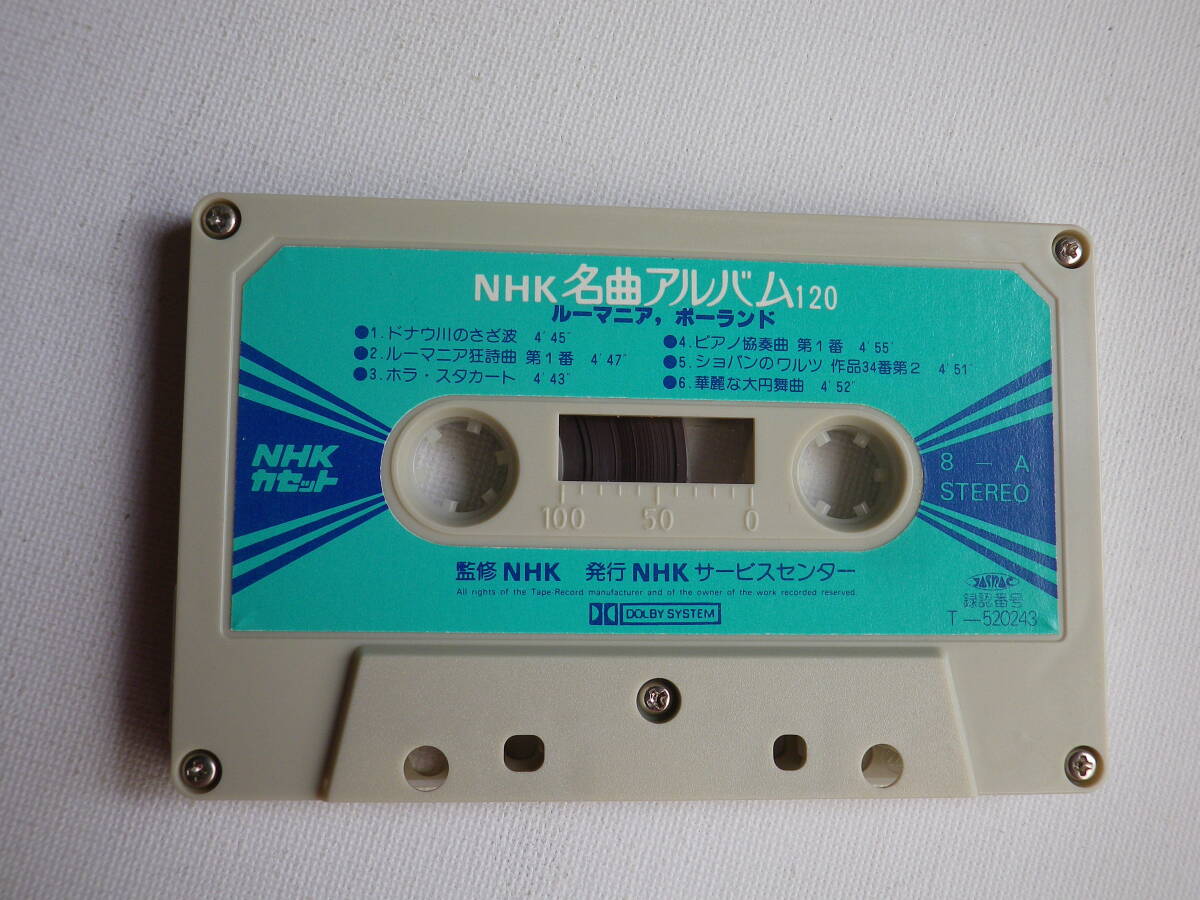 NHK 名曲アルバム120
ルーマニア，ポーランド
●1.ドナウ川のさざ波 4'45"
●2.ルーマニア狂詩曲 第1番 4'47"
●3.ホラ・スタカート 4'43"
●4.ピアノ協奏曲 第1番 4'55"
●5.ショパンのワルツ 作品34番第2 4'51"
●6.華麗な大円舞曲 4'52"
NHK
カセット
8 — A
STEREO
100 50 0
監修 NHK 発行 NHK サービスセンター
All rights of the Tape-Record manufacturer and of the owner of the work recorded reserved.
DOLBY SYSTEM
JASRAC
録認番号
T—520243